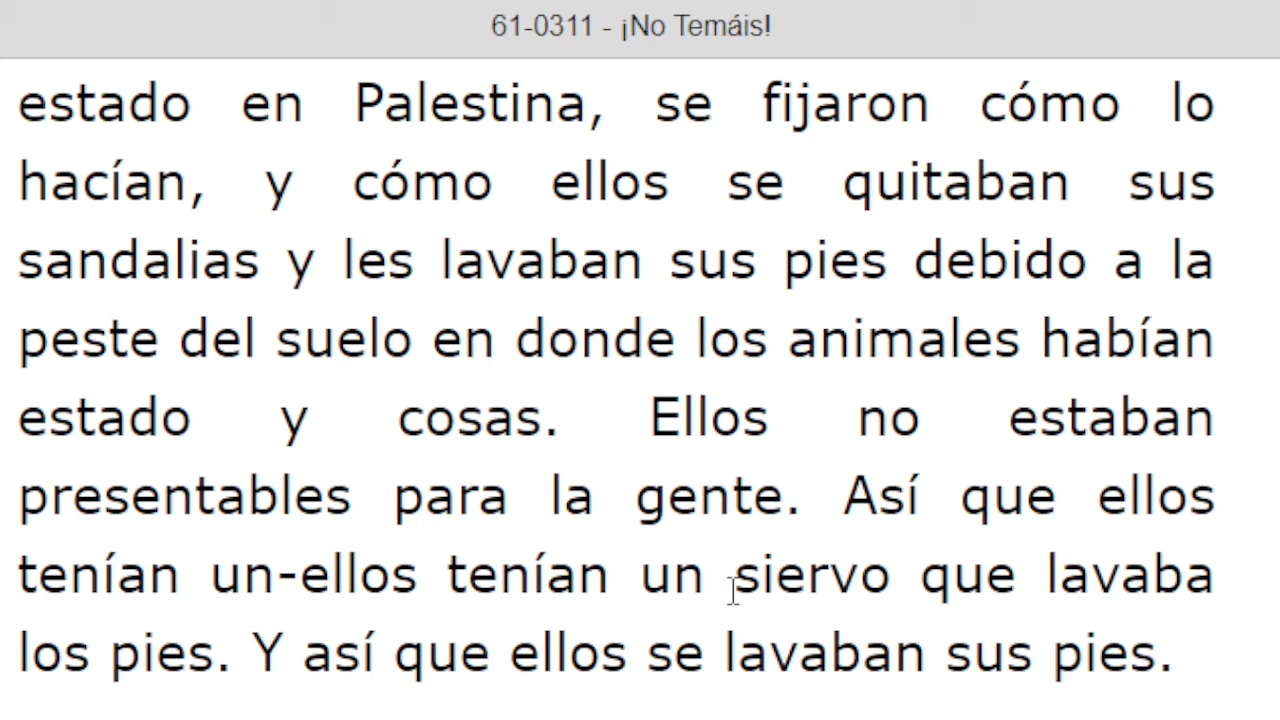 61-0311 - ¡No Temáis!
estado en Palestina, se fijaron cómo lo
hacían, y cómo ellos se quitaban sus
sandalias y les lavaban sus pies debido a la
peste del suelo en donde los animales habían
estado y cosas. Ellos no estaban
presentables para la gente. Así que ellos
tenían un-ellos tenían un siervo que lavaba
los pies. Y así que ellos se lavaban sus pies.